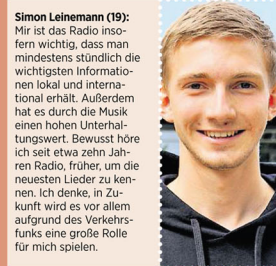 Simon Leinemann (19):
Mir ist das Radio inso-
fern wichtig, dass man
mindestens stündlich die
wichtigsten Informatio-
nen lokal und interna-
tional erhält. Außerdem
hat es durch die Musik
einen hohen Unterhal-
tungswert. Bewusst höre
ich seit etwa zehn Jah-
ren Radio, früher, um die
neuesten Lieder zu ken-
nen. Ich denke, in Zu-
kunft wird es vor allem
aufgrund des Verkehrs-
funks eine große Rolle
für mich spielen.